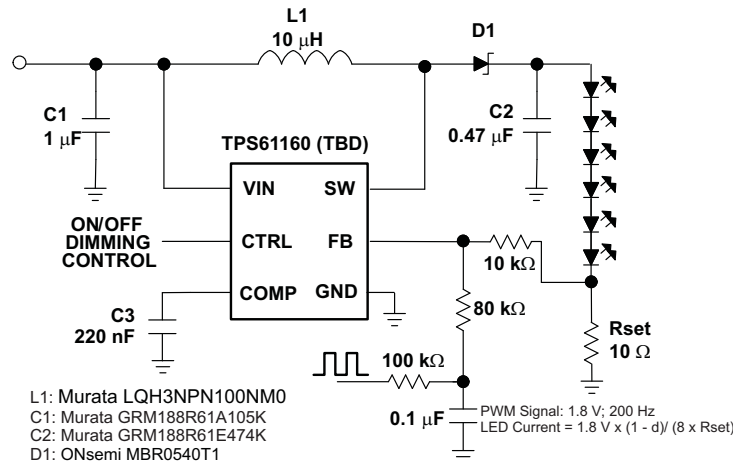 L1
10 μH
D1
C1
1 μF
C2
0.47 μF
TPS61160 (TBD)
VIN
SW
ON/OFF
DIMMING
CONTROL
CTRL
FB
10 kΩ
COMP
GND
C3
220 nF
80 kΩ
Rset
10 Ω
100 kΩ
0.1 μF
L1: Murata LQH3NPN100NM0
C1: Murata GRM188R61A105K
C2: Murata GRM188R61E474K
D1: ONsemi MBR0540T1
PWM Signal: 1.8 V; 200 Hz
LED Current = 1.8 V x (1 - d)/ (8 x Rset)